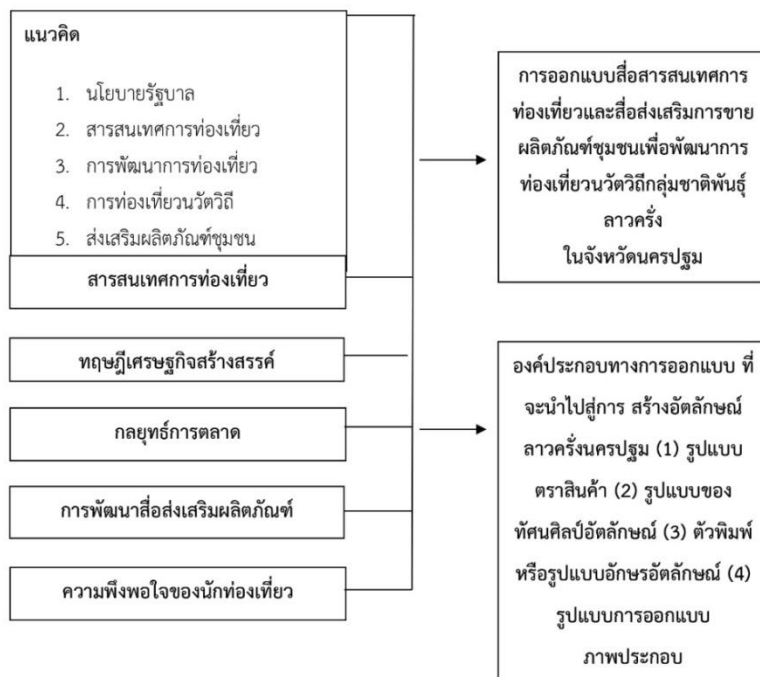 แนวคิด
1. นโยบายรัฐบาล
2. สารสนเทศการท่องเที่ยว
3. การพัฒนาการท่องเที่ยว
4. การท่องเที่ยวนวัตวิถี
5. ส่งเสริมผลิตภัณฑ์ชุมชน
สารสนเทศการท่องเที่ยว
ทฤษฎีเศรษฐกิจสร้างสรรค์
กลยุทธ์การตลาด
การพัฒนาสื่อส่งเสริมผลิตภัณฑ์
ความพึงพอใจของนักท่องเที่ยว
การออกแบบสื่อสารสนเทศการ
ท่องเที่ยวและสื่อส่งเสริมการขาย
ผลิตภัณฑ์ชุมชนเพื่อพัฒนาการ
ท่องเที่ยวนวัตวิถีกลุ่มชาติพันธุ์
ลาวครั่ง
ในจังหวัดนครปฐม
องค์ประกอบทางการออกแบบ ที่
จะนำไปสู่การ สร้างอัตลักษณ์
ลาวครั่งนครปฐม (1) รูปแบบ
ตราสินค้า (2) รูปแบบของ
ทัศนศิลป์อัตลักษณ์ (3) ตัวพิมพ์
หรือรูปแบบอักษรอัตลักษณ์ (4)
รูปแบบการออกแบบ
ภาพประกอบ